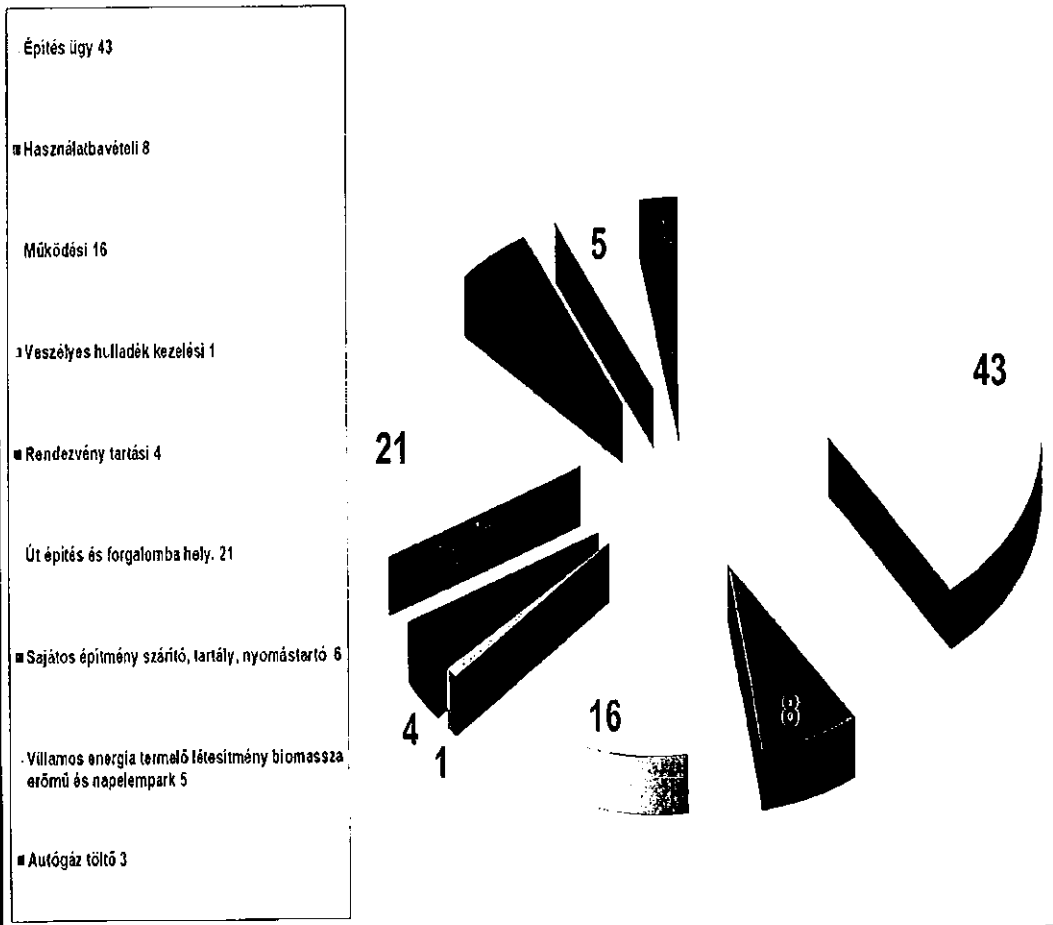 Építés ügy 43
Használatbavételi 8
Működési 16
Veszélyes hulladék kezelési 1
Rendezvény tartási 4
Út építés és forgalomba hely. 21
Sajátos építmény szárító, tartály, nyomástartó 6
Villamos energia termelő létesítmény biomassza
erőmű és napelempark 5
Autógáz töltő 3
5
43
21
8
16
4
1